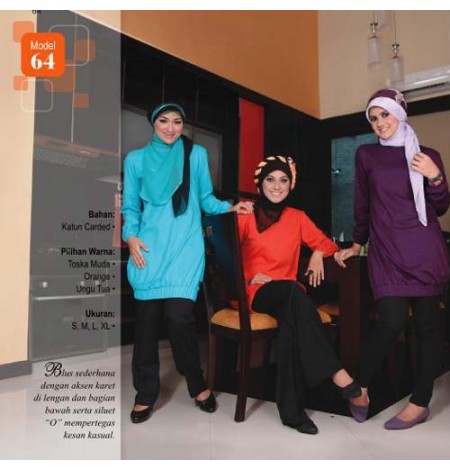 Model
64
Bahan:
Katun Carded •
Pilihan Warna:
Toska Muda •
Orange •
Ungu Tua •
Ukuran:
S, M, L, XL •
Blus sederhana
dengan aksen karet
di lengan dan bagian
bawah serta siluet
"O" mempertegas
kesan kasual.